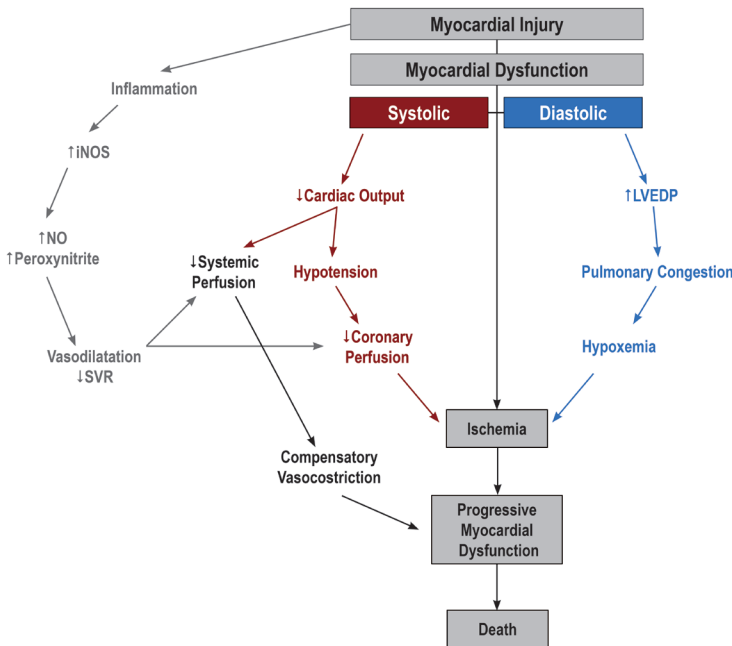 Myocardial Injury
Myocardial Dysfunction
Systolic
Diastolic
Inflammation
↑iNOS
↑NO
↑Peroxynitrite
Vasodilatation
↓SVR
↓Cardiac Output
↓Systemic
Perfusion
Hypotension
↓Coronary
Perfusion
↑LVEDP
Pulmonary Congestion
Hypoxemia
Ischemia
Compensatory
Vasocostriction
Progressive
Myocardial
Dysfunction
Death